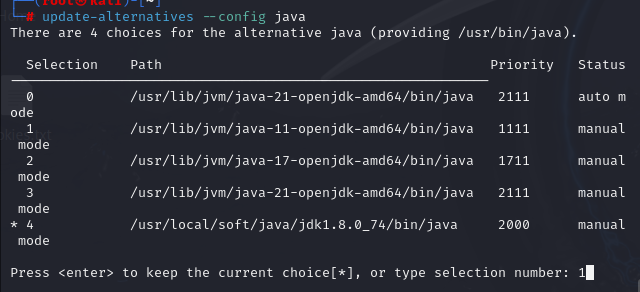 (root㉿kali)-[~]
# update-alternatives --config java
There are 4 choices for the alternative java (providing /usr/bin/java).
Selection Path Priority Status
0 /usr/lib/jvm/java-21-openjdk-amd64/bin/java 2111 auto m
ode
1 /usr/lib/jvm/java-11-openjdk-amd64/bin/java 1111 manual
mode
2 /usr/lib/jvm/java-17-openjdk-amd64/bin/java 1711 manual
mode
3 /usr/lib/jvm/java-21-openjdk-amd64/bin/java 2111 manual
mode
* 4 /usr/local/soft/java/jdk1.8.0_74/bin/java 2000 manual
mode
Press <enter> to keep the current choice[*], or type selection number: 1